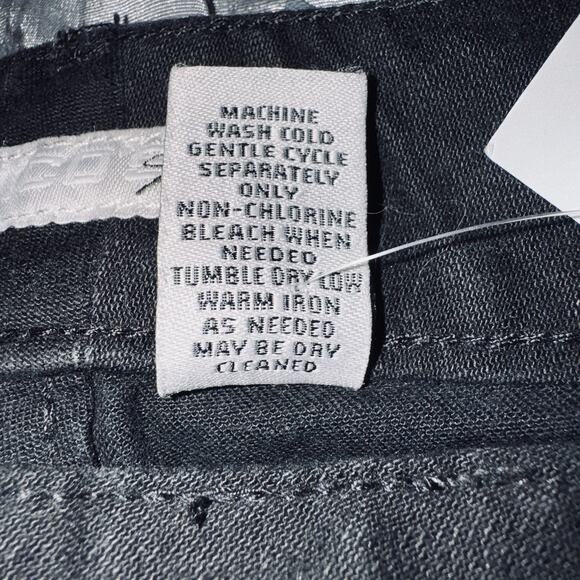 MACHINE
WASH COLD
GENTLE CYCLE
SEPARATELY
ONLY
NON-CHLORINE
BLEACH WHEN
NEEDED
TUMBLE DRY LOW
WARM IRON
AS NEEDED
MAY BE DRY
CLEANED